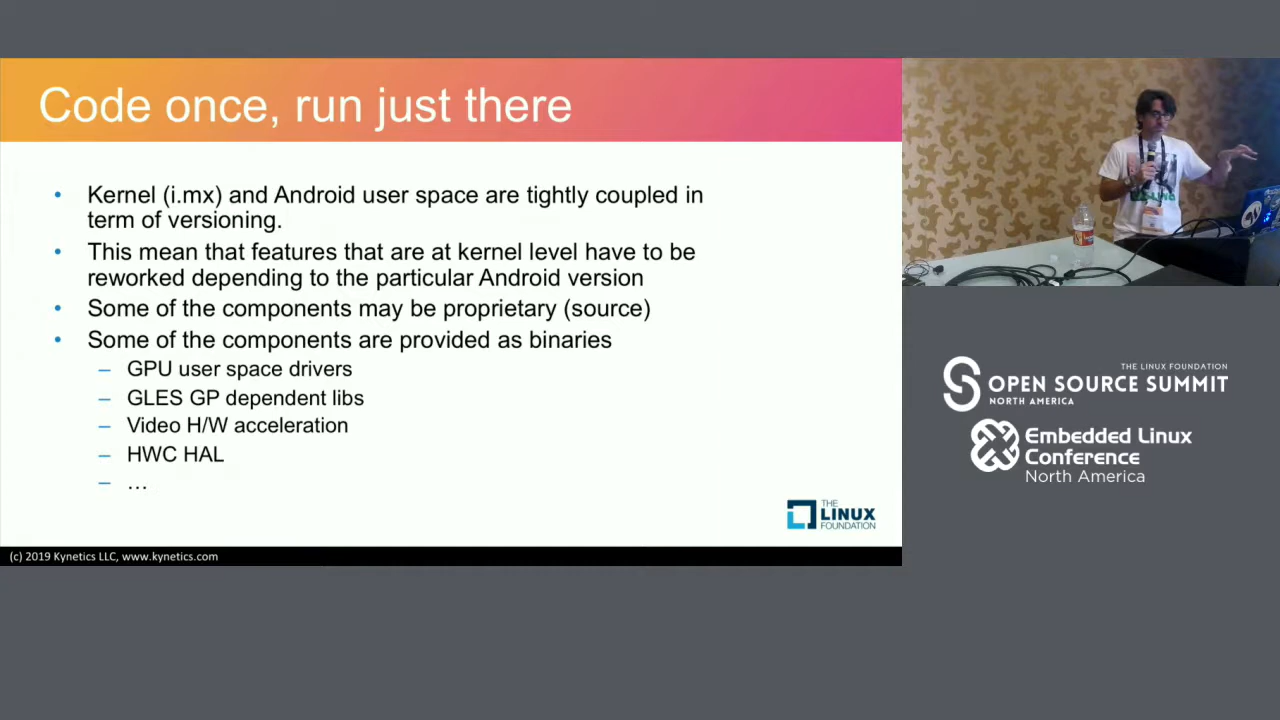 Code once, run just there
• Kernel (i.mx) and Android user space are tightly coupled in
term of versioning.
• This mean that features that are at kernel level have to be
reworked depending to the particular Android version
• Some of the components may be proprietary (source)
• Some of the components are provided as binaries
– GPU user space drivers
– GLES GP dependent libs
– Video H/W acceleration
– HWC HAL
– …
THE
LINUX
FOUNDATION
(c) 2019 Kynetics LLC, www.kynetics.com
THE LINUX FOUNDATION
OPEN SOURCE SUMMIT
NORTH AMERICA
Embedded Linux
Conference
North America